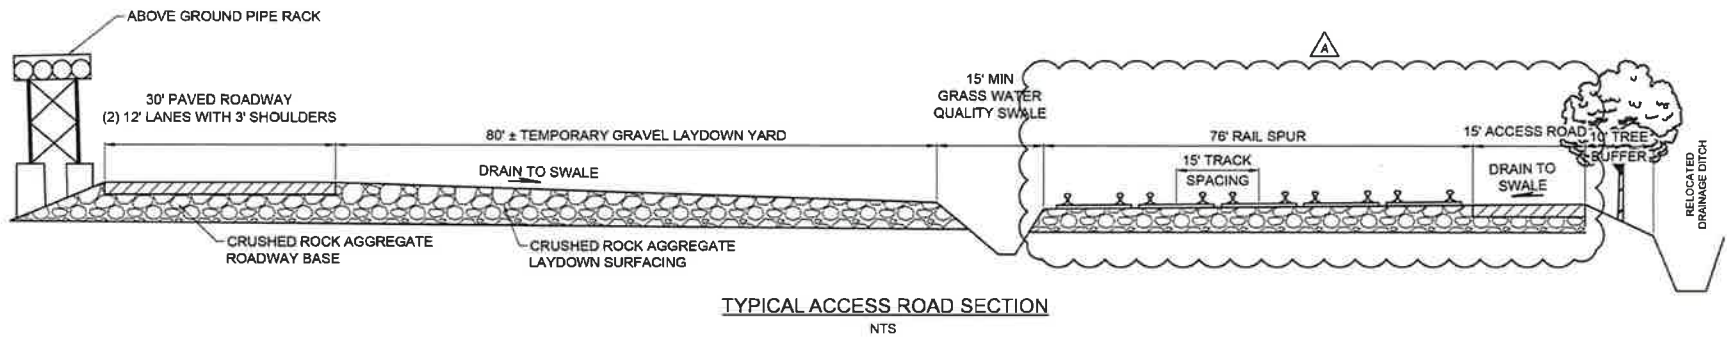 ABOVE GROUND PIPE RACK
A
30' PAVED ROADWAY
(2) 12' LANES WITH 3' SHOULDERS
80' ± TEMPORARY GRAVEL LAYDOWN YARD
15' MIN
GRASS WATER
QUALITY SWALE
76' RAIL SPUR
15' ACCESS ROAD
10' TREE
BUFFER
DRAIN TO SWALE
15' TRACK
SPACING
DRAIN TO
SWALE
RELOCATED
DRAINAGE DITCH
CRUSHED ROCK AGGREGATE
ROADWAY BASE
CRUSHED ROCK AGGREGATE
LAYDOWN SURFACING
TYPICAL ACCESS ROAD SECTION
NTS